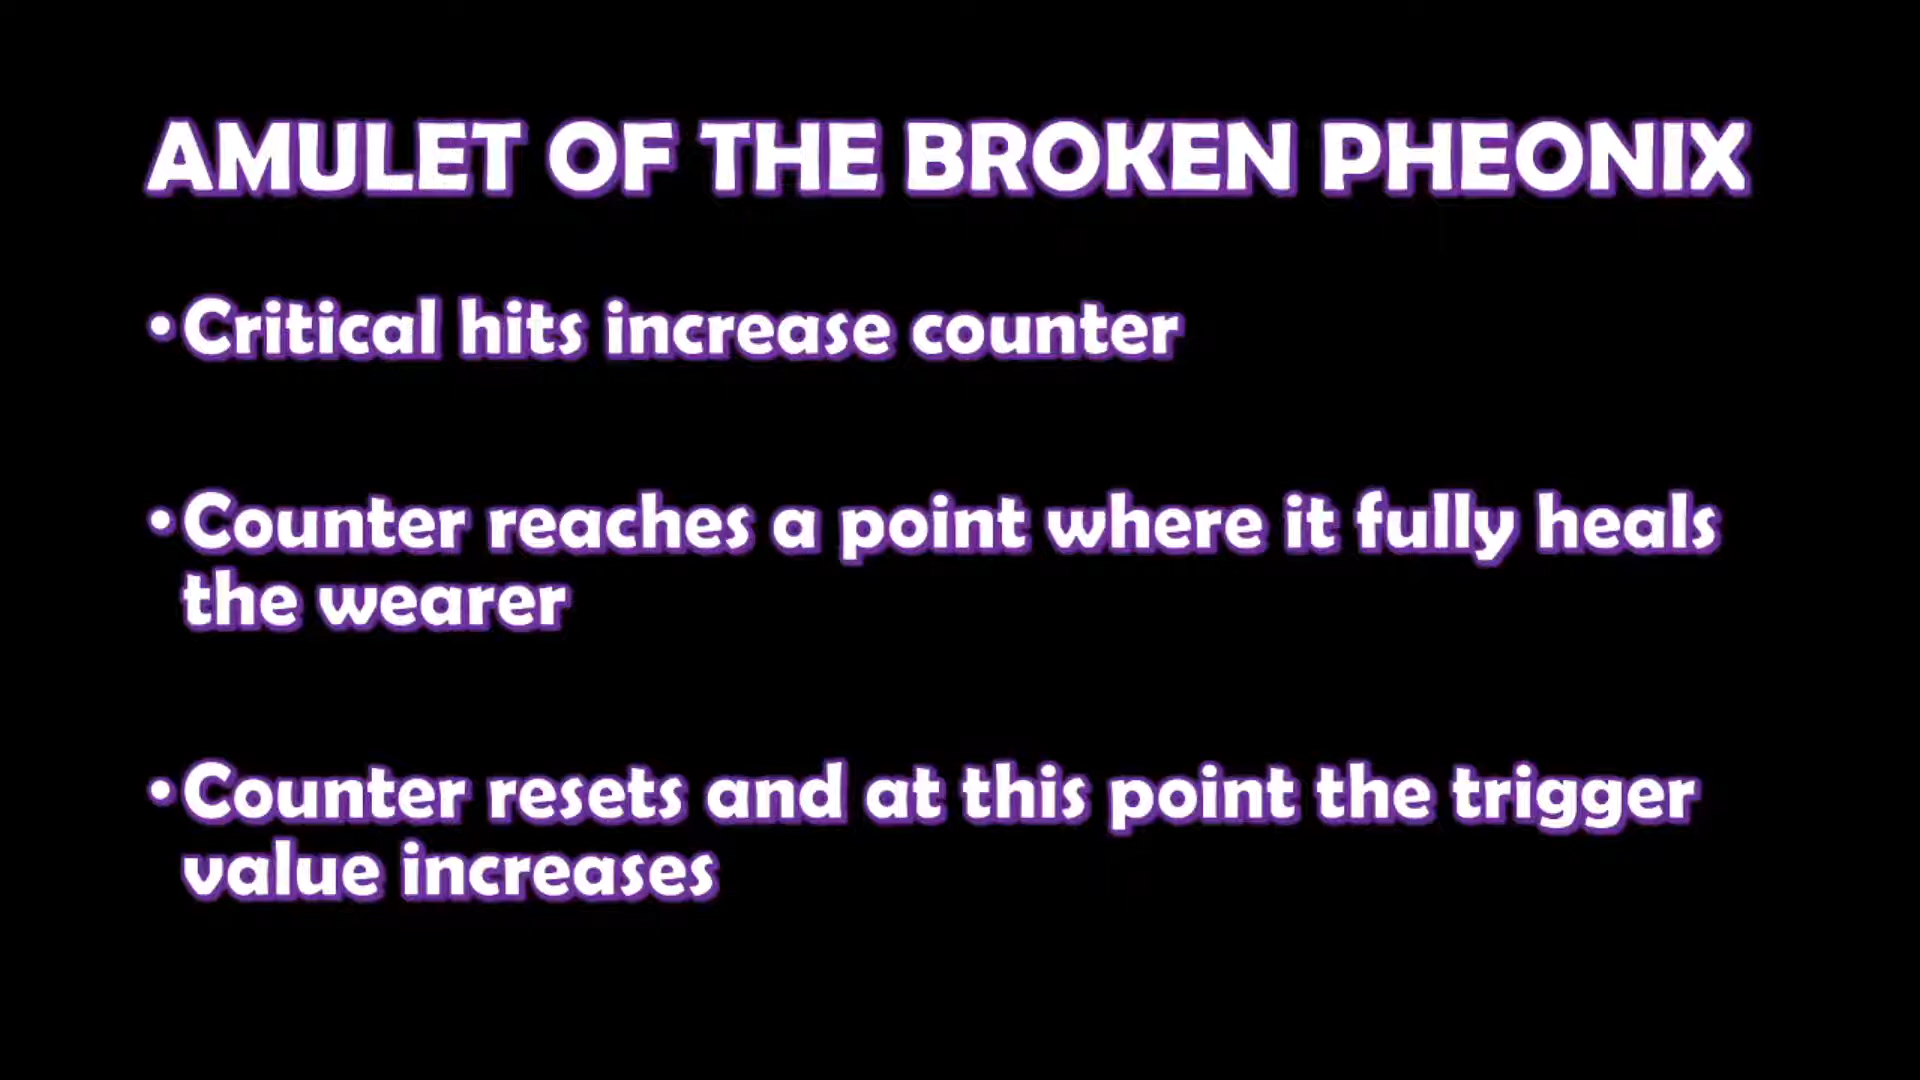 AMULET OF THE BROKEN PHEONIX
•Critical hits increase counter
•Counter reaches a point where it fully heals
the wearer
•Counter resets and at this point the trigger
value increases